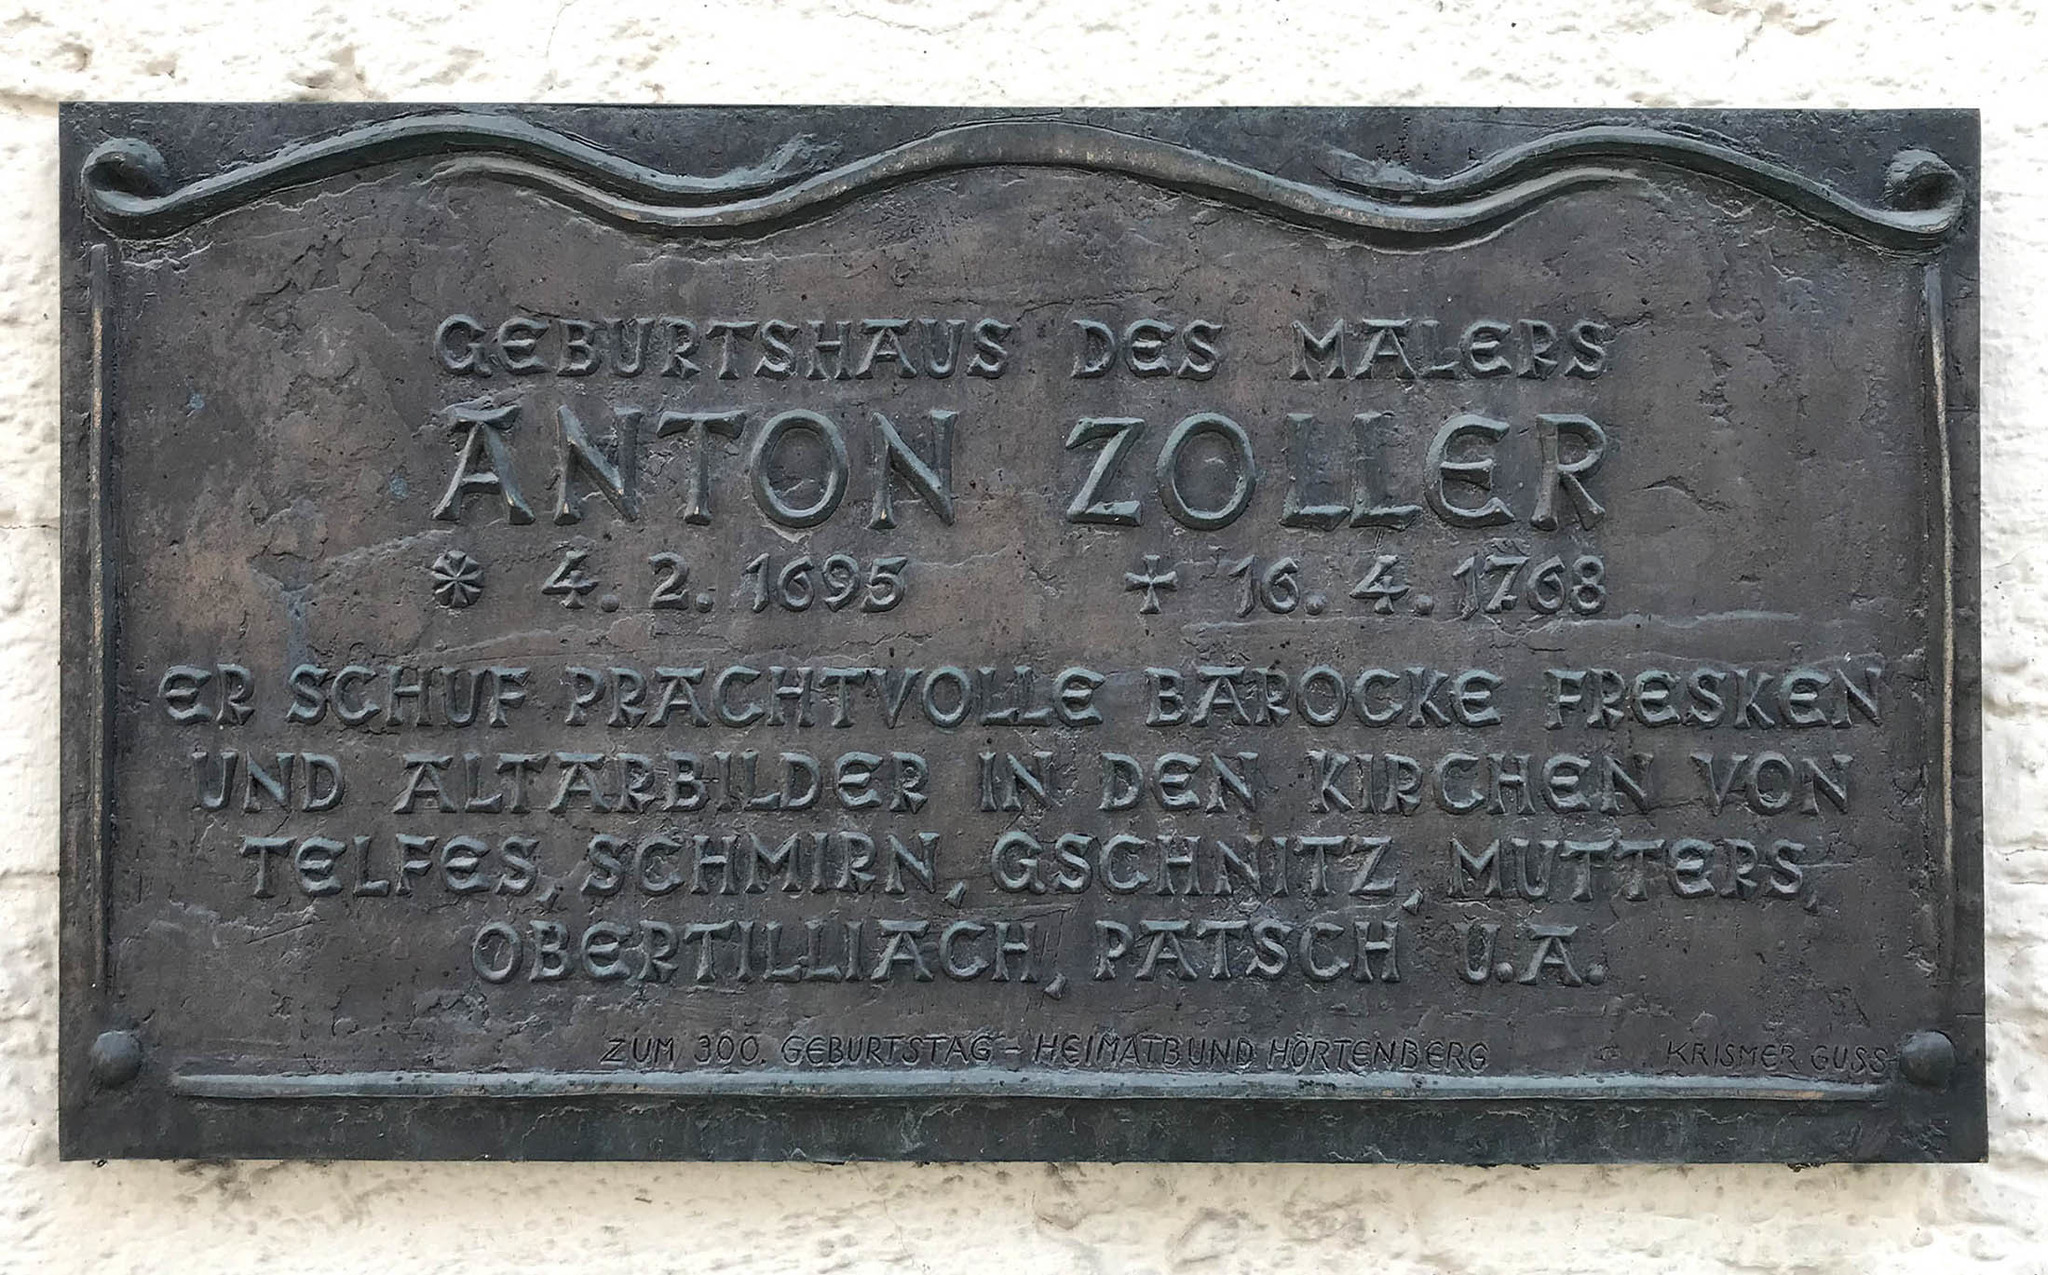 GEBURTSHAUS DES MALERS
ANTON ZOLLER
* 4. 2. 1695 + 16. 4. 1768
ER SCHUF PRACHTVOLLE BAROCKE FRESKEN
UND ALTARBILDER IN DEN KIRCHEN VON
TELFES, SCHMIRN, GSCHNITZ, MUTTERS,
OBERTILLIACH, PATSCH U.A.
ZUM 300. GEBURTSTAG – HEIMATBUND HÖRTENBERG
KRISMER GUSS